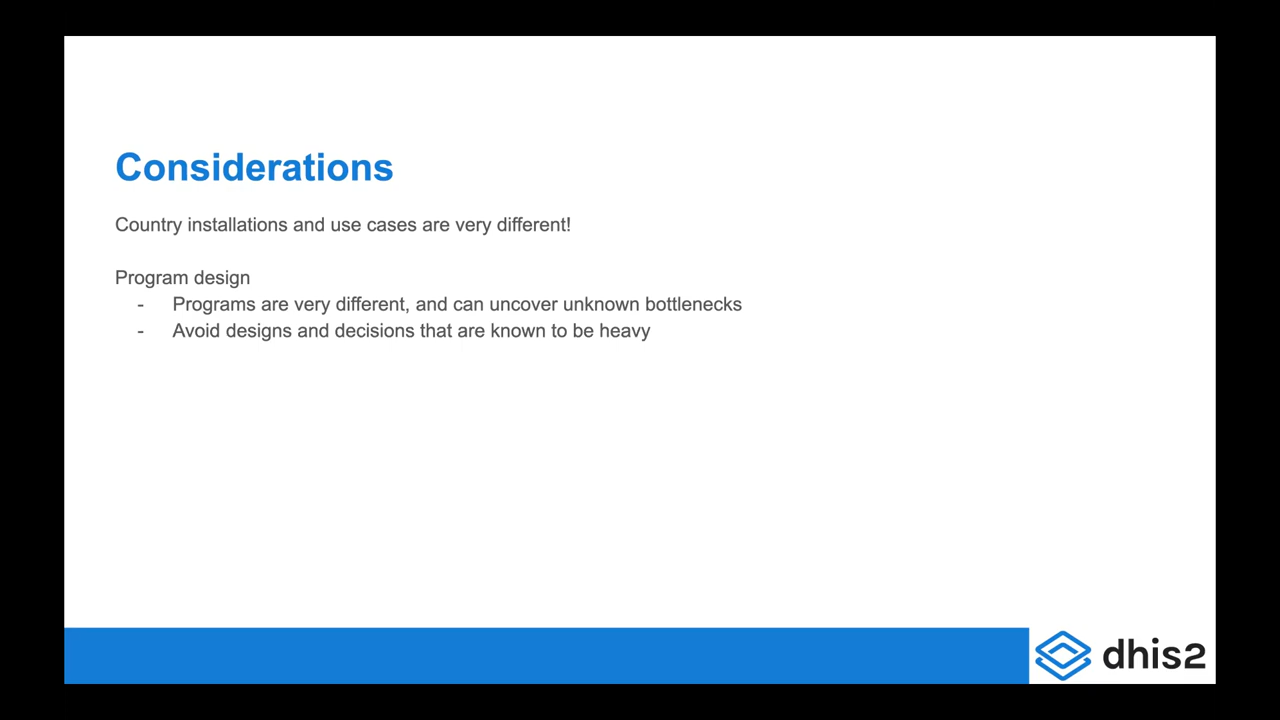 Considerations
Country installations and use cases are very different!
Program design
- Programs are very different, and can uncover unknown bottlenecks
- Avoid designs and decisions that are known to be heavy
dhis2